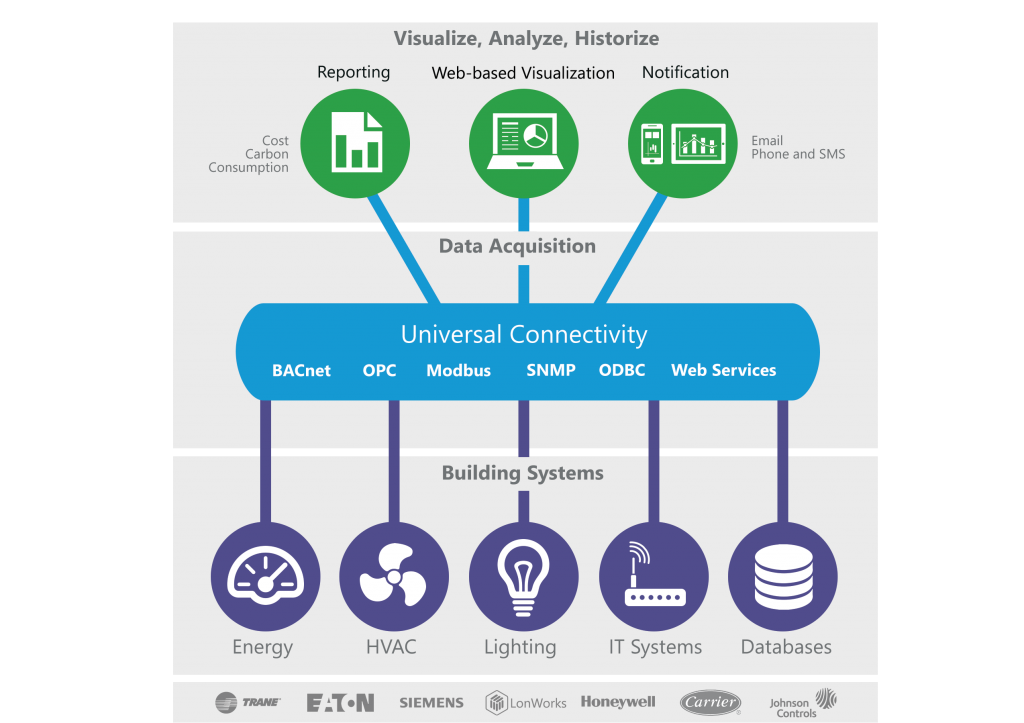 Visualize, Analyze, Historize
Reporting
Web-based Visualization
Notification
Cost
Carbon
Consumption
Email
Phone and SMS
Data Acquisition
Universal Connectivity
BACnet OPC Modbus SNMP ODBC Web Services
Building Systems
Energy HVAC Lighting IT Systems Databases
TRANE EATON SIEMENS LonWorks Honeywell Carrier Johnson
Controls